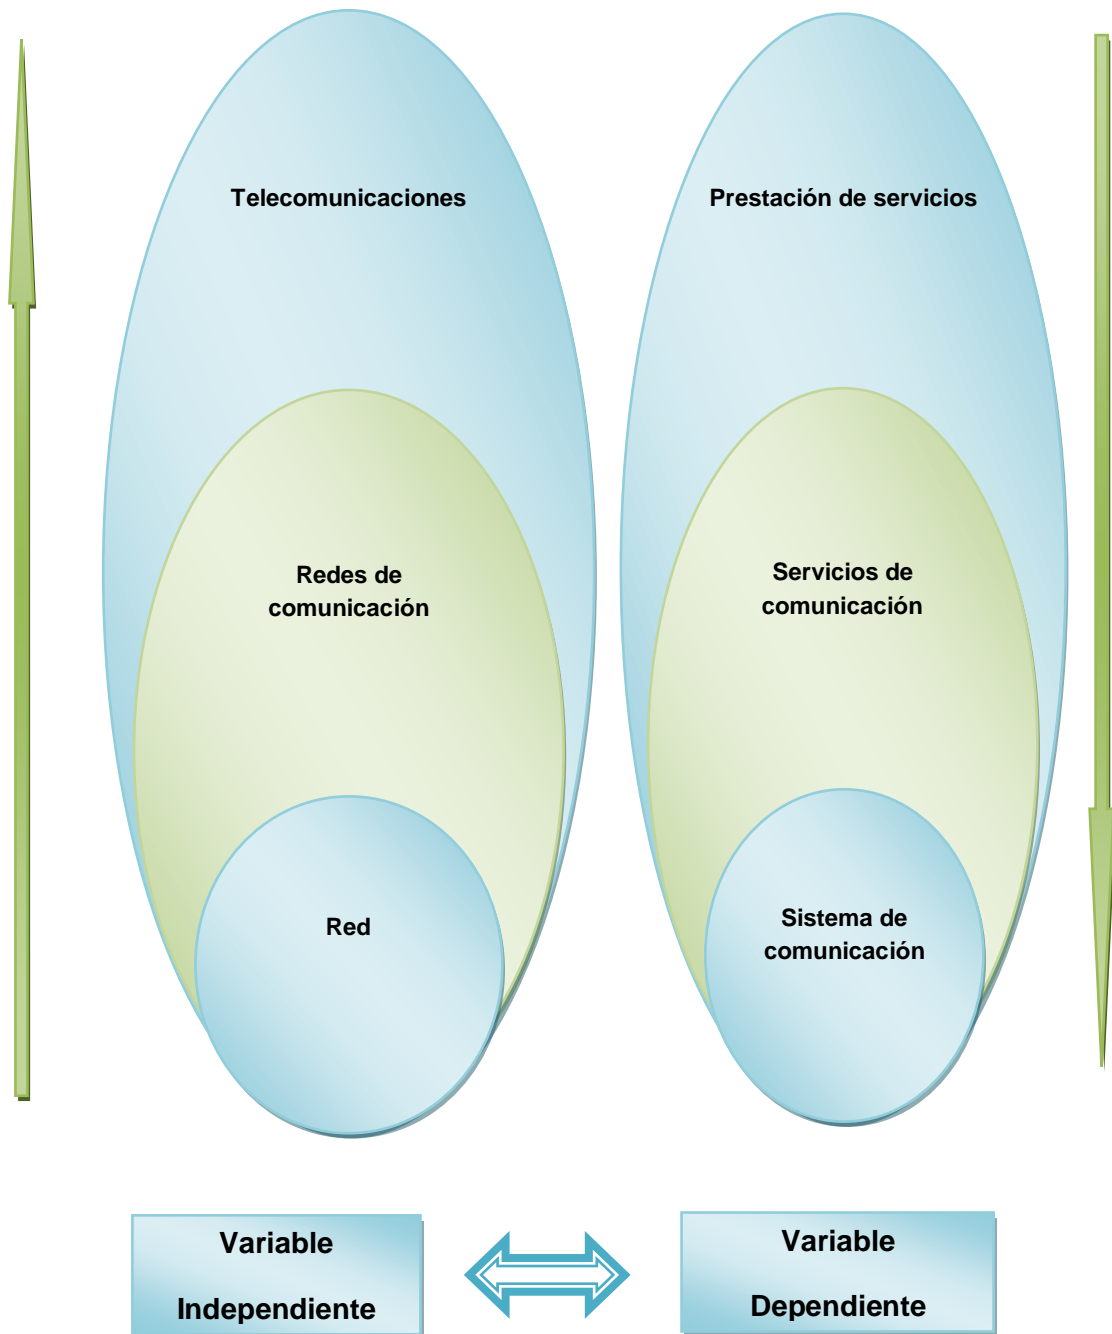 Telecomunicaciones
Prestación de servicios
Redes de
comunicación
Servicios de
comunicación
Red
Sistema de
comunicación
Variable
Independiente
Variable
Dependiente